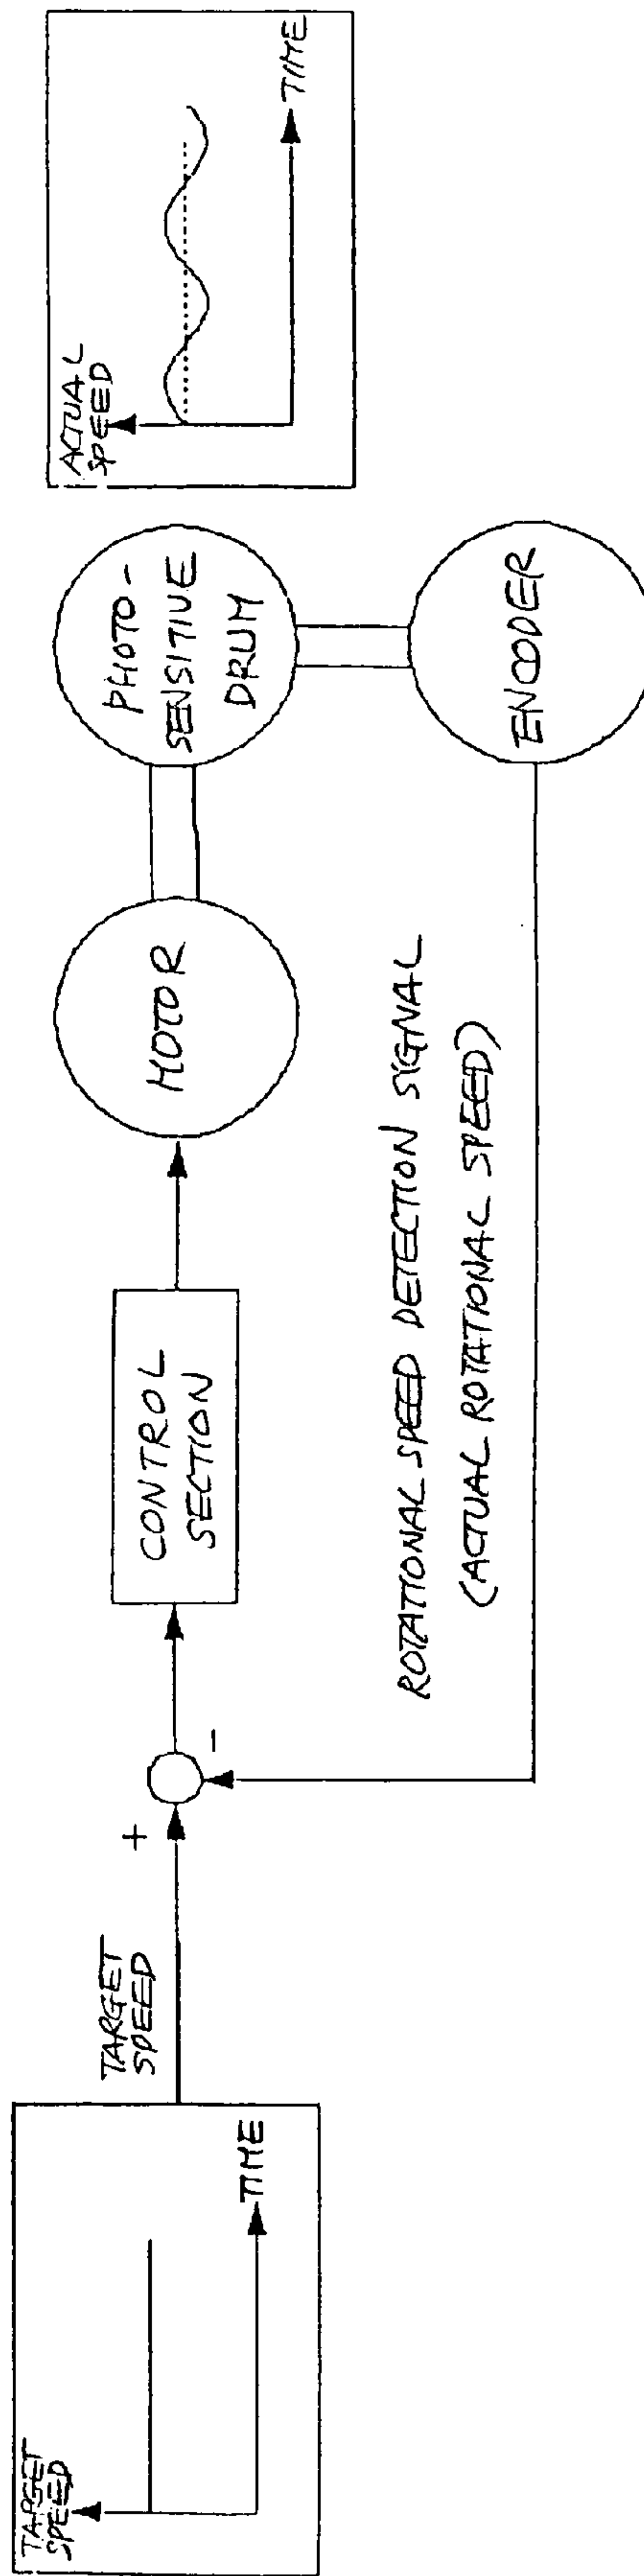 TARGET
SPEED
TIME
TARGET
SPEED
+
-
CONTROL
SECTION
MOTOR
PHOTO-
SENSITIVE
DRUM
ENCODER
ROTATIONAL SPEED DETECTION SIGNAL
(ACTUAL ROTATIONAL SPEED)
ACTUAL
SPEED
TIME